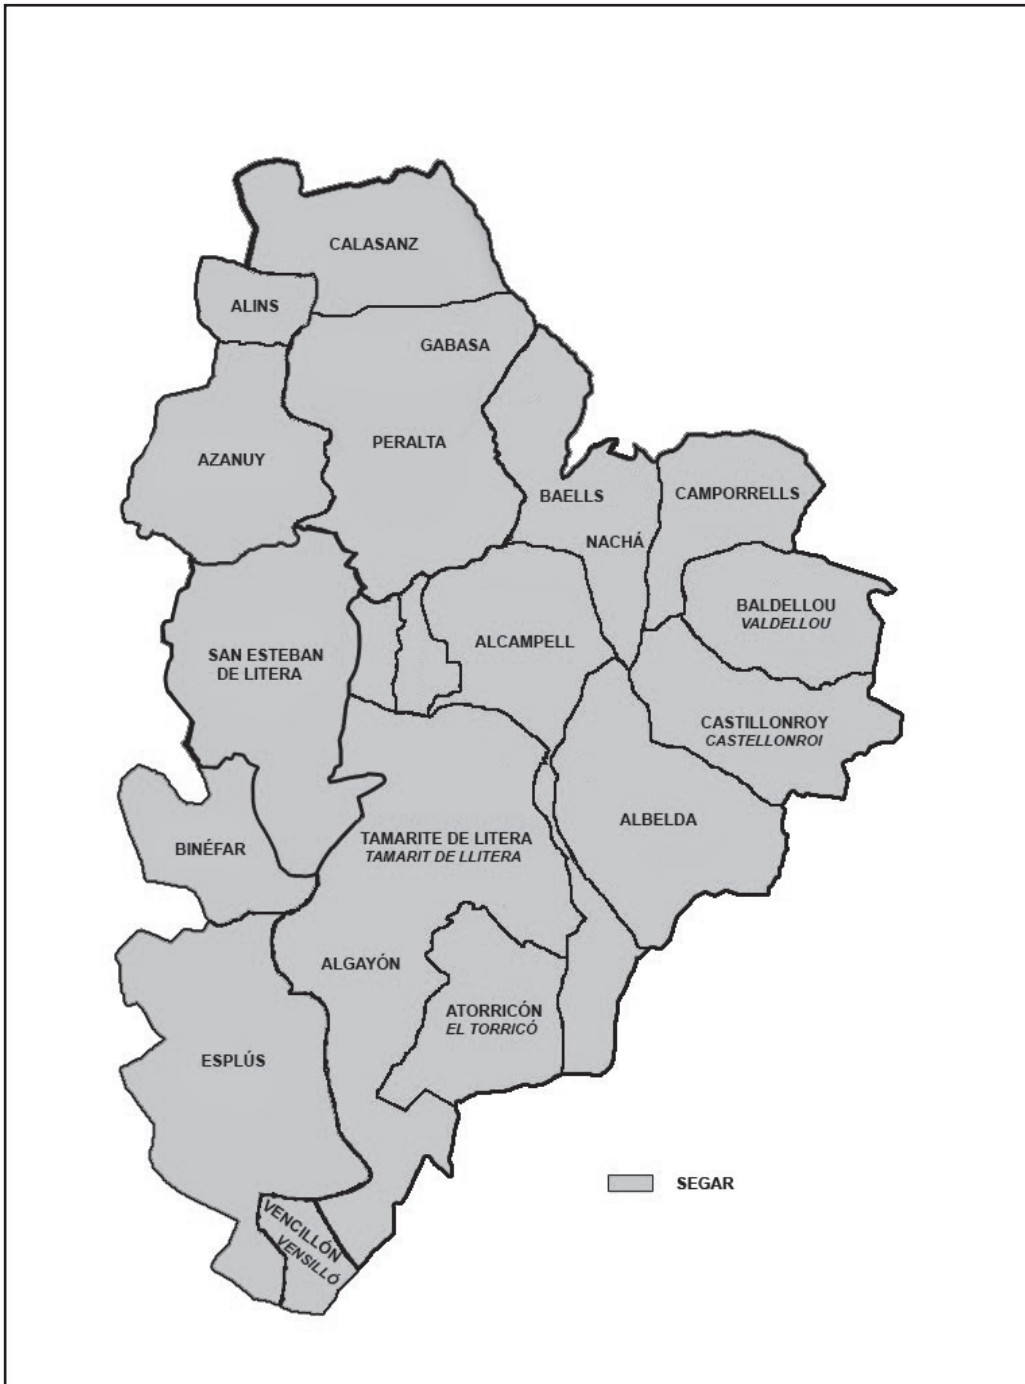 CALASANZ
ALINS
GABASA
PERALTA
AZANUY
BAELLS
CAMPORRELLS
NACHÁ
BALDELLOU
VALDELLOU
ALCAMPELL
SAN ESTEBAN
DE LITERA
CASTILLONROY
CASTELLONROI
ALBELDA
TAMARITE DE LITERA
TAMARIT DE LLITERA
BINÉFAR
ALGAYÓN
ATORRICÓN
EL TORRICÓ
ESPLÚS
SEGAR
VENCILLÓN
VENSILLÓ